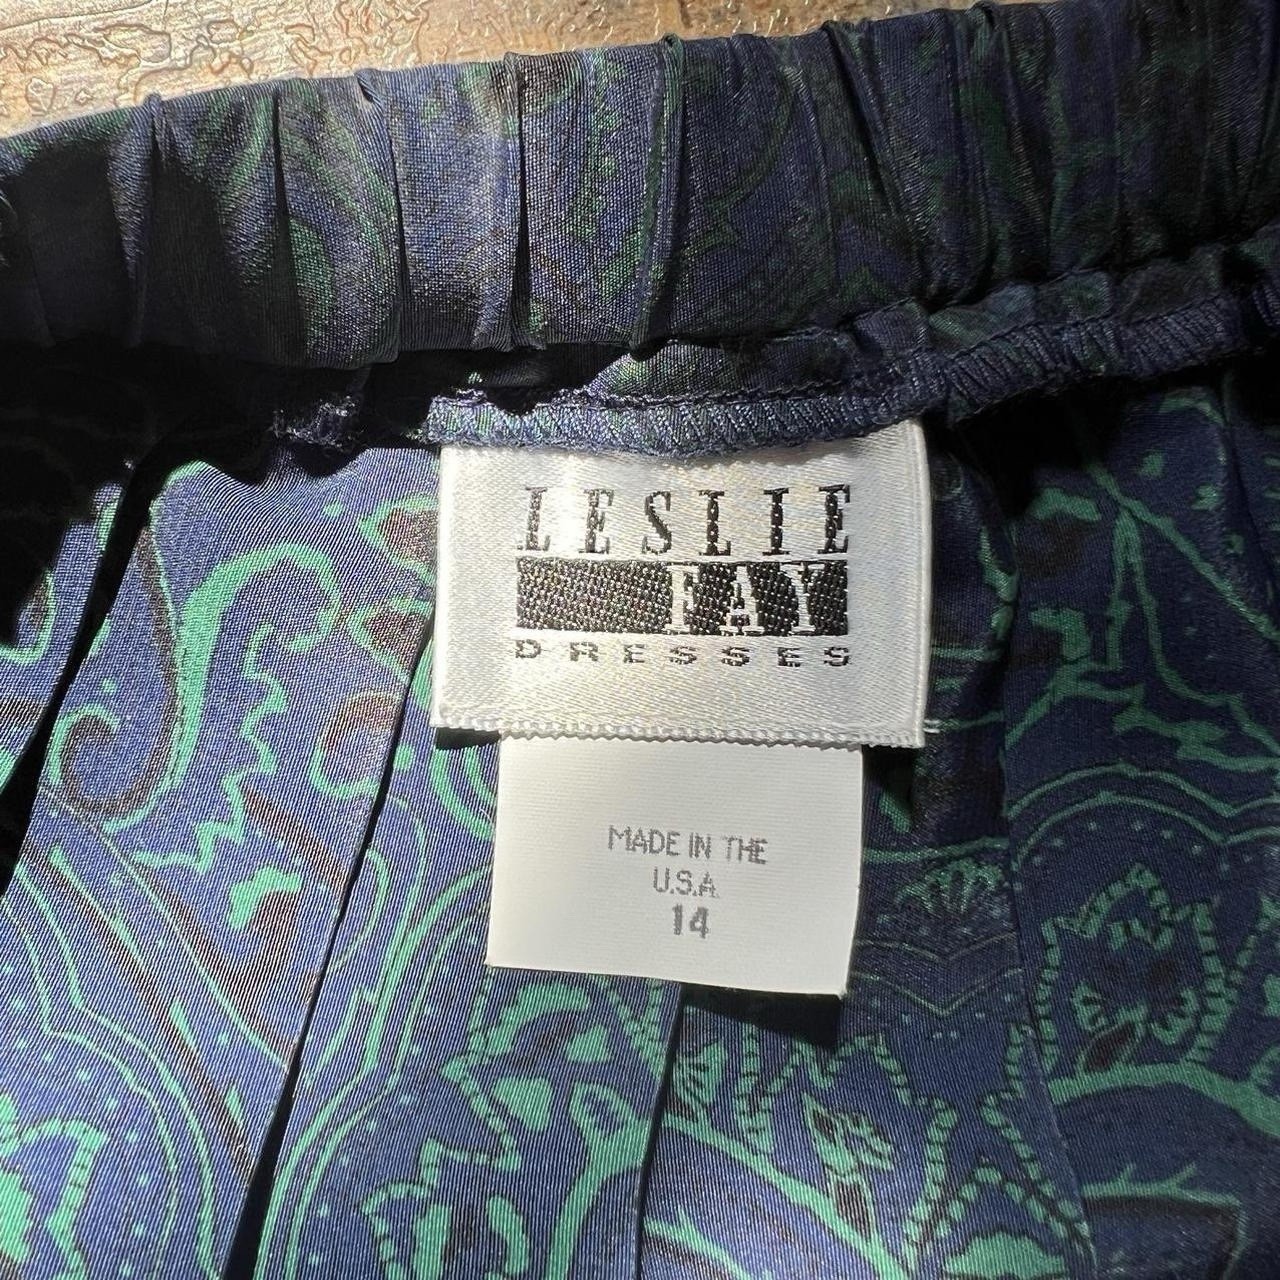 LESLIE
FAY
DRESSES
MADE IN THE
U.S.A.
14